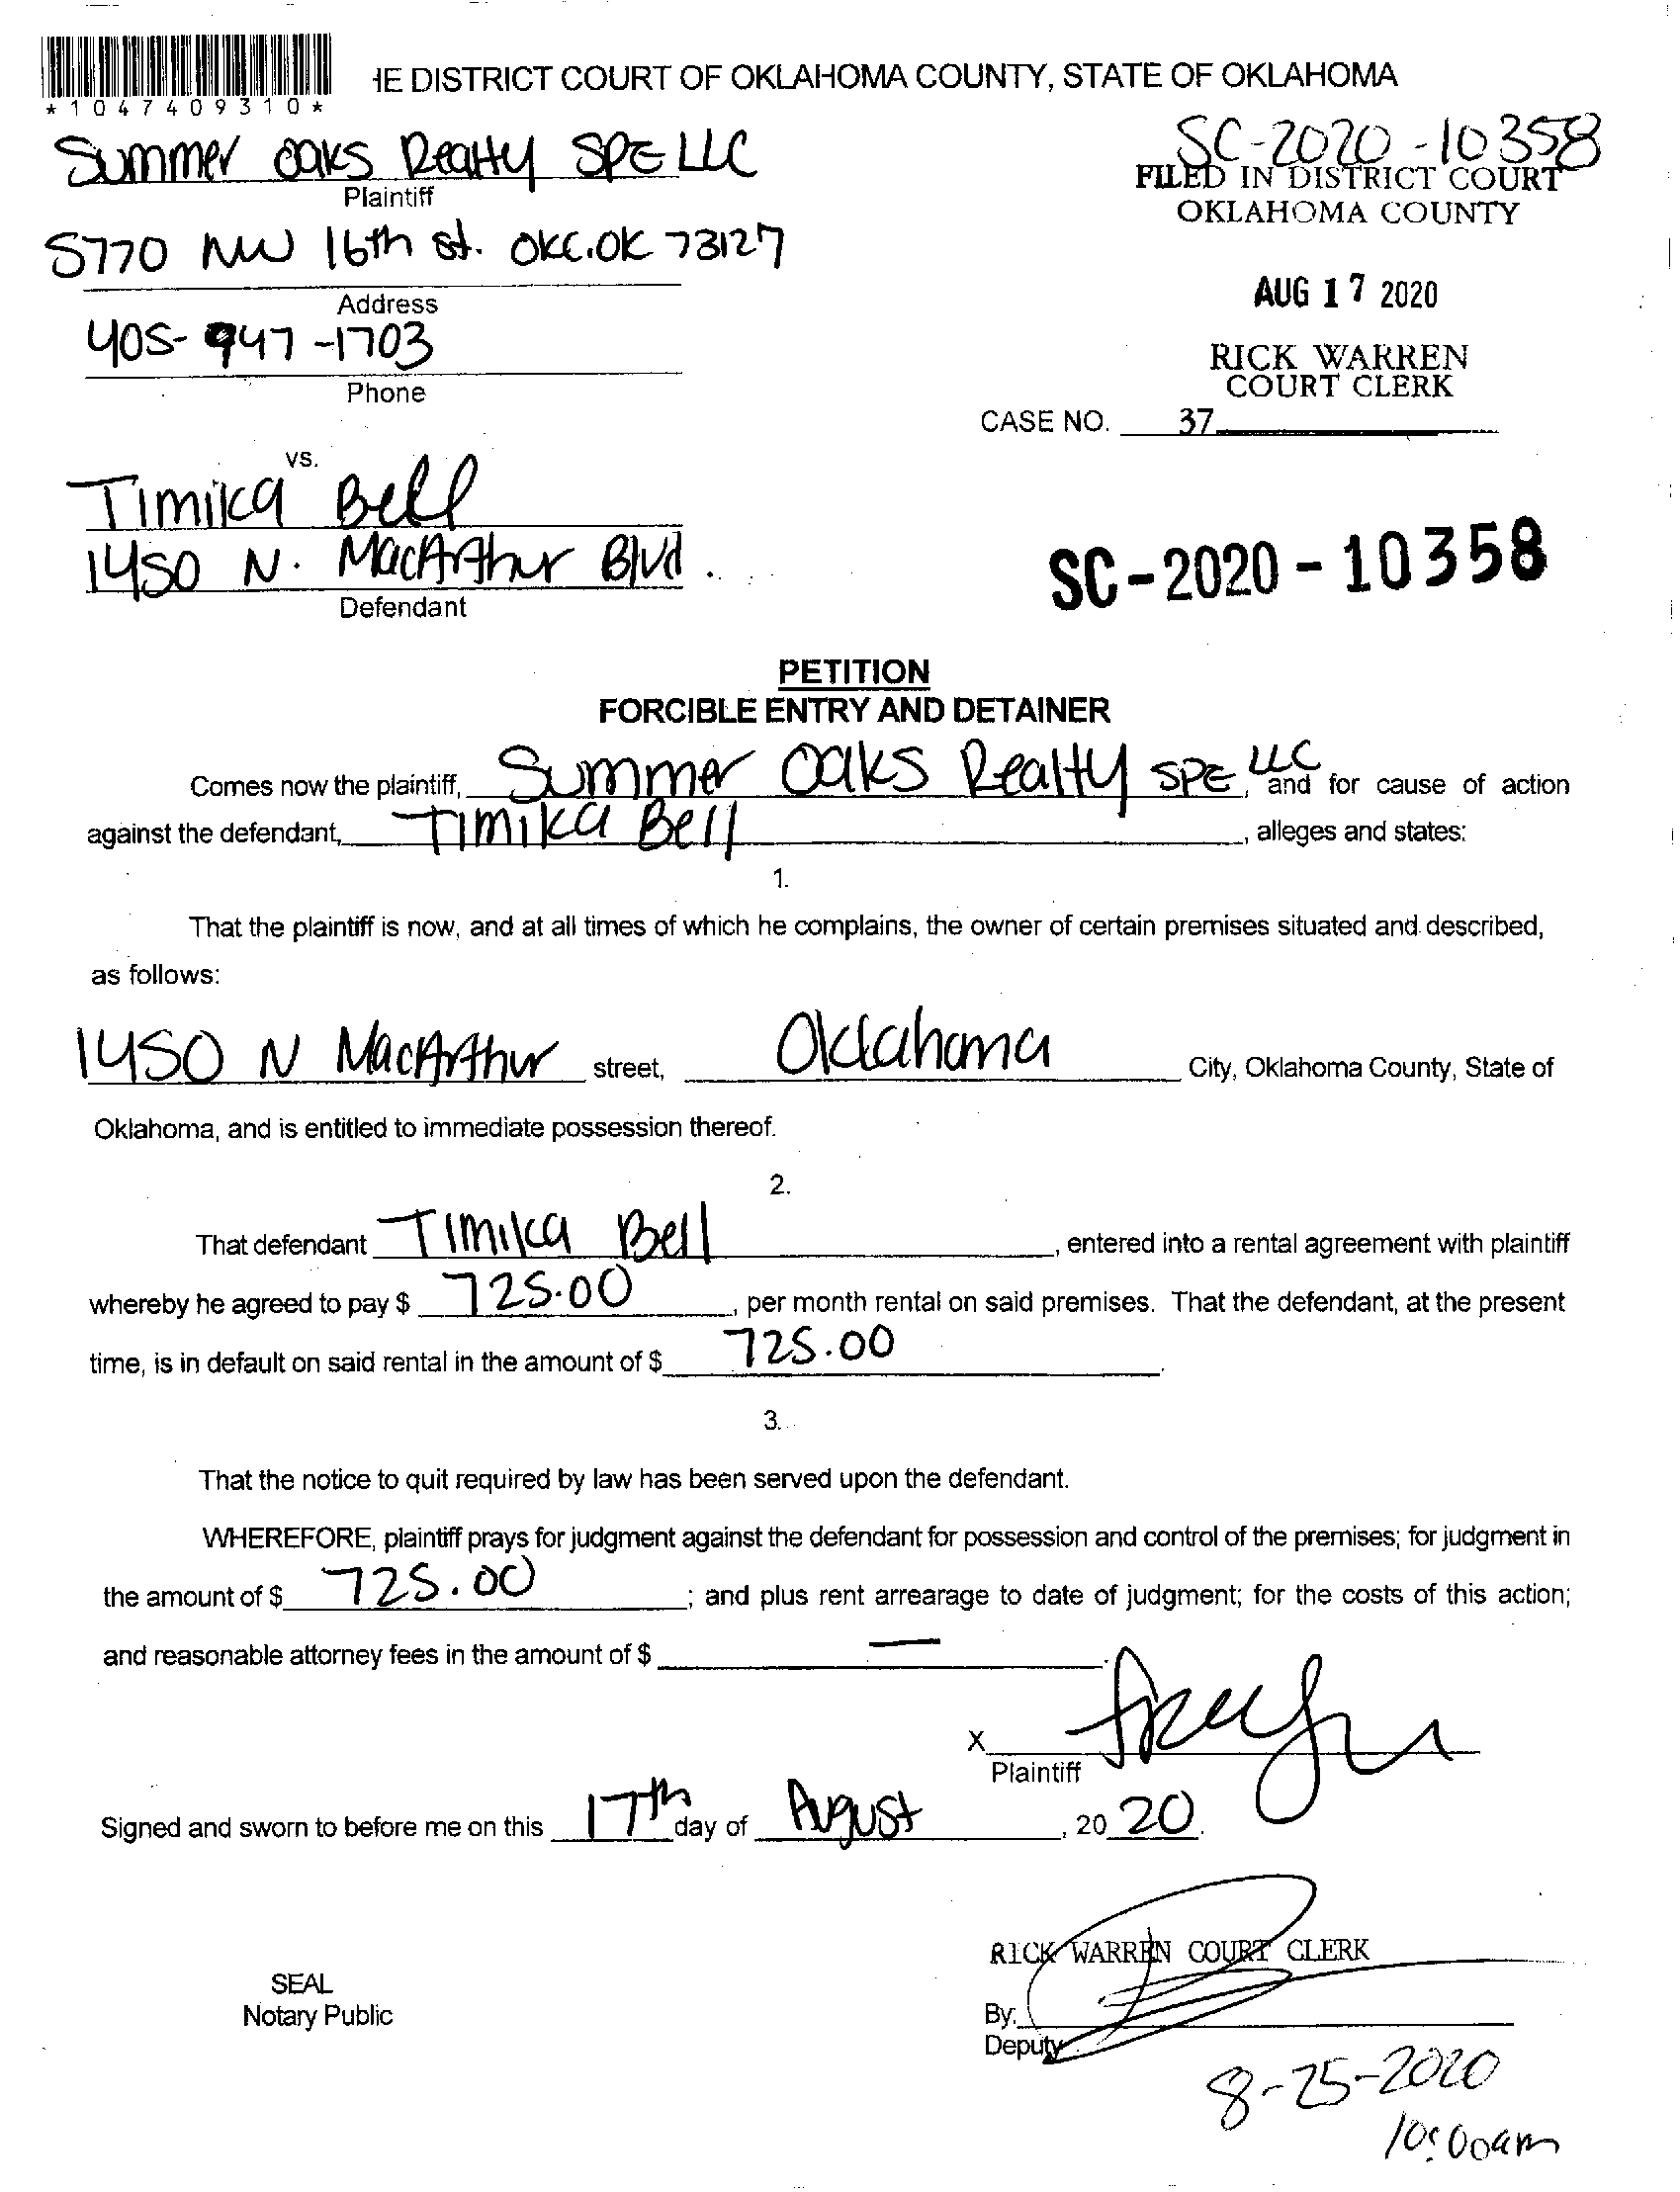 *1047409310*
IE DISTRICT COURT OF OKLAHOMA COUNTY, STATE OF OKLAHOMA
Summer Oaks Realty SPE LLC
Plaintiff
SC-2020-10358
FILED IN DISTRICT COURT
OKLAHOMA COUNTY
5770 NW 16th st. OKC.OK 73127
Address
AUG 17 2020
405-947-1703
Phone
RICK WARREN
COURT CLERK
CASE NO. 37
vs.
Timika Bell
1450 N. MacArthur Blvd.
Defendant
SC-2020-10358
PETITION
FORCIBLE ENTRY AND DETAINER
Comes now the plaintiff, Summer Oaks Realty SPE LLC, and for cause of action
against the defendant, Timika Bell, alleges and states:
1.
That the plaintiff is now, and at all times of which he complains, the owner of certain premises situated and described,
as follows:
1450 N MacArthur street, Oklahoma City, Oklahoma County, State of
Oklahoma, and is entitled to immediate possession thereof.
2.
That defendant Timika Bell, entered into a rental agreement with plaintiff
whereby he agreed to pay $ 725.00, per month rental on said premises. That the defendant, at the present
time, is in default on said rental in the amount of $ 725.00.
3.
That the notice to quit required by law has been served upon the defendant.
WHEREFORE, plaintiff prays for judgment against the defendant for possession and control of the premises; for judgment in
the amount of $ 725.00; and plus rent arrearage to date of judgment; for the costs of this action;
and reasonable attorney fees in the amount of $ —.
X
Plaintiff
Signed and sworn to before me on this 17th day of August, 2020.
RICK WARREN COURT CLERK
SEAL
Notary Public
By:
Deputy
8-25-2020
10:00am